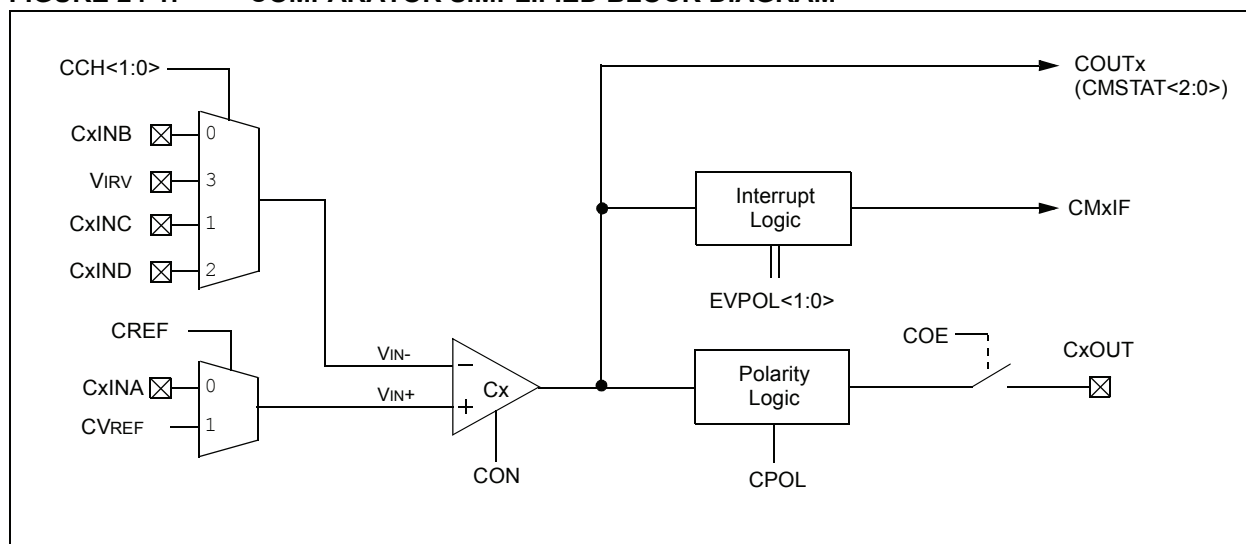 CCH<1:0>
CxINB
0
VIRV
3
CxINC
1
CxIND
2
CREF
CxINA
0
CVREF
1
VIN-
VIN+
Cx
CON
COUTx
(CMSTAT<2:0>)
Interrupt
Logic
CMxIF
EVPOL<1:0>
Polarity
Logic
CPOL
COE
CxOUT